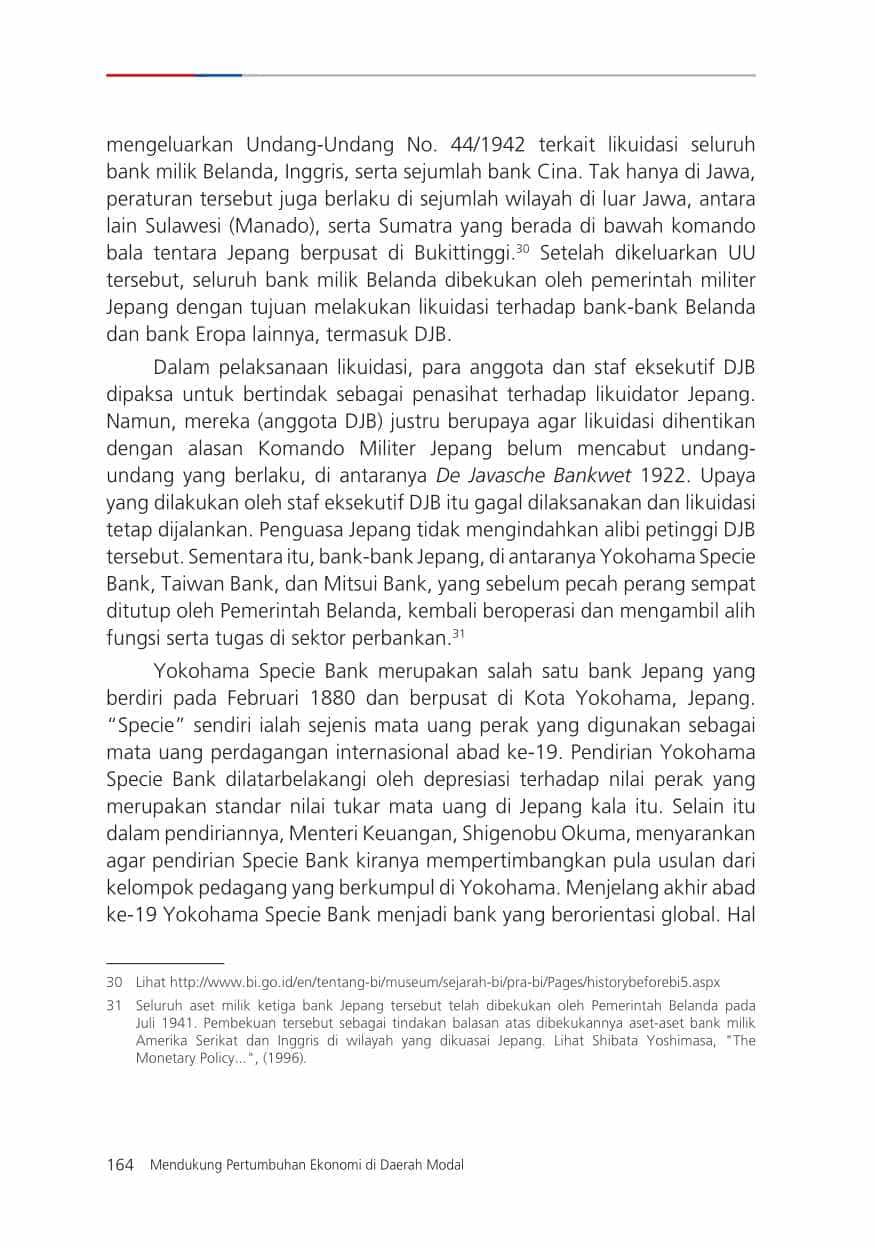 mengeluarkan Undang-Undang No. 44/1942 terkait likuidasi seluruh
bank milik Belanda, Inggris, serta sejumlah bank Cina. Tak hanya di Jawa,
peraturan tersebut juga berlaku di sejumlah wilayah di luar Jawa, antara
lain Sulawesi (Manado), serta Sumatra yang berada di bawah komando
bala tentara Jepang berpusat di Bukittinggi.30 Setelah dikeluarkan UU
tersebut, seluruh bank milik Belanda dibekukan oleh pemerintah militer
Jepang dengan tujuan melakukan likuidasi terhadap bank-bank Belanda
dan bank Eropa lainnya, termasuk DJB.
Dalam pelaksanaan likuidasi, para anggota dan staf eksekutif DJB
dipaksa untuk bertindak sebagai penasihat terhadap likuidator Jepang.
Namun, mereka (anggota DJB) justru berupaya agar likuidasi dihentikan
dengan alasan Komando Militer Jepang belum mencabut undang-
undang yang berlaku, di antaranya De Javasche Bankwet 1922. Upaya
yang dilakukan oleh staf eksekutif DJB itu gagal dilaksanakan dan likuidasi
tetap dijalankan. Penguasa Jepang tidak mengindahkan alibi petinggi DJB
tersebut. Sementara itu, bank-bank Jepang, di antaranya Yokohama Specie
Bank, Taiwan Bank, dan Mitsui Bank, yang sebelum pecah perang sempat
ditutup oleh Pemerintah Belanda, kembali beroperasi dan mengambil alih
fungsi serta tugas di sektor perbankan.31
Yokohama Specie Bank merupakan salah satu bank Jepang yang
berdiri pada Februari 1880 dan berpusat di Kota Yokohama, Jepang.
“Specie” sendiri ialah sejenis mata uang perak yang digunakan sebagai
mata uang perdagangan internasional abad ke-19. Pendirian Yokohama
Specie Bank dilatarbelakangi oleh depresiasi terhadap nilai perak yang
merupakan standar nilai tukar mata uang di Jepang kala itu. Selain itu
dalam pendiriannya, Menteri Keuangan, Shigenobu Okuma, menyarankan
agar pendirian Specie Bank kiranya mempertimbangkan pula usulan dari
kelompok pedagang yang berkumpul di Yokohama. Menjelang akhir abad
ke-19 Yokohama Specie Bank menjadi bank yang berorientasi global. Hal
30 Lihat http://www.bi.go.id/en/tentang-bi/museum/sejarah-bi/pra-bi/Pages/historybeforebi5.aspx
31 Seluruh aset milik ketiga bank Jepang tersebut telah dibekukan oleh Pemerintah Belanda pada
Juli 1941. Pembekuan tersebut sebagai tindakan balasan atas dibekukannya aset-aset bank milik
Amerika Serikat dan Inggris di wilayah yang dikuasai Jepang. Lihat Shibata Yoshimasa, "The
Monetary Policy...", (1996).
164 Mendukung Pertumbuhan Ekonomi di Daerah Modal